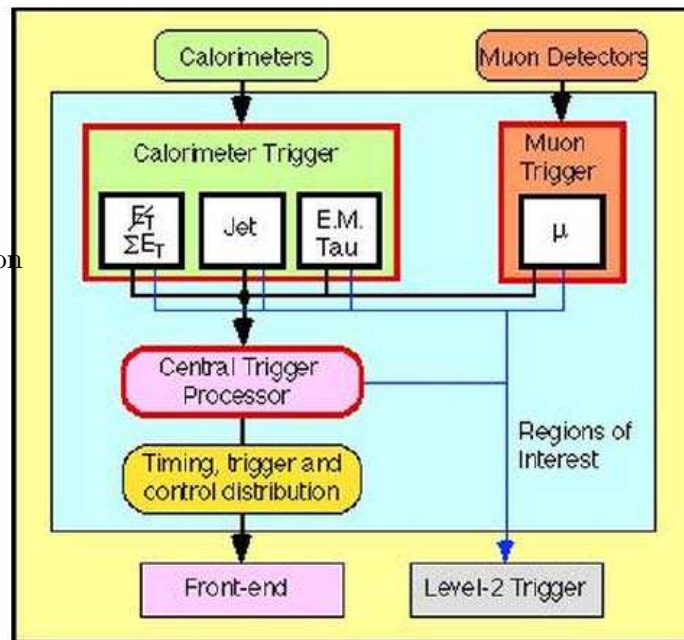 Calorimeters
Muon Detectors
Calorimeter Trigger
Muon
Trigger
E̸T
ΣET
Jet
E.M.
Tau
μ
on
Central Trigger
Processor
Regions of
Interest
Timing, trigger and
control distribution
Front-end
Level-2 Trigger